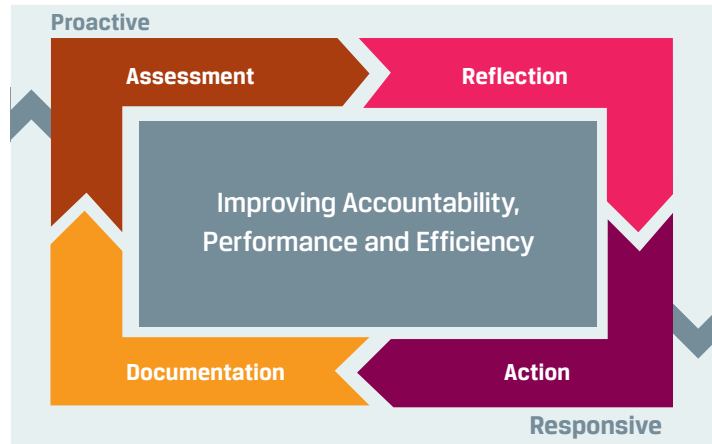 Proactive
Assessment
Reflection
Improving Accountability,
Performance and Efficiency
Documentation
Action
Responsive